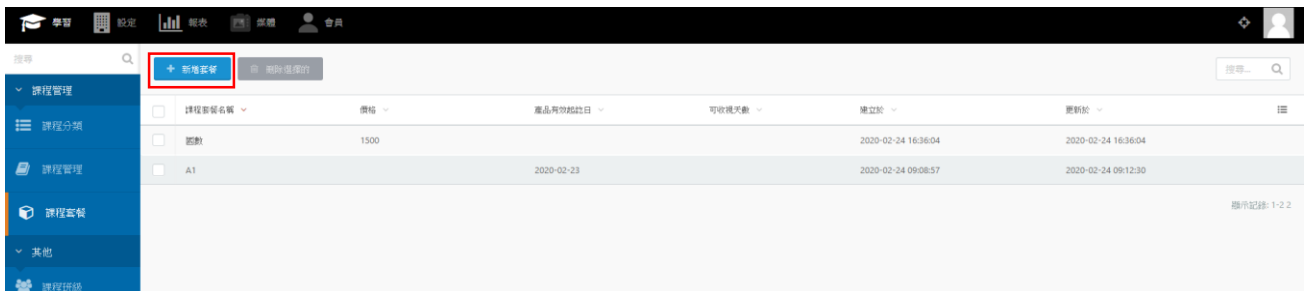 學習 設定 報表 媒體 會員
搜尋
+ 新增套餐 刪除選擇的 搜尋...
課程管理
課程套餐名稱 價格 產品有效起訖日 可收視天數 建立於 更新於
課程分類
國數 1500 2020-02-24 16:36:04 2020-02-24 16:36:04
課程管理
A1 2020-02-23 2020-02-24 09:08:57 2020-02-24 09:12:30
課程套餐
顯示記錄: 1-2 2
其他
課程班級